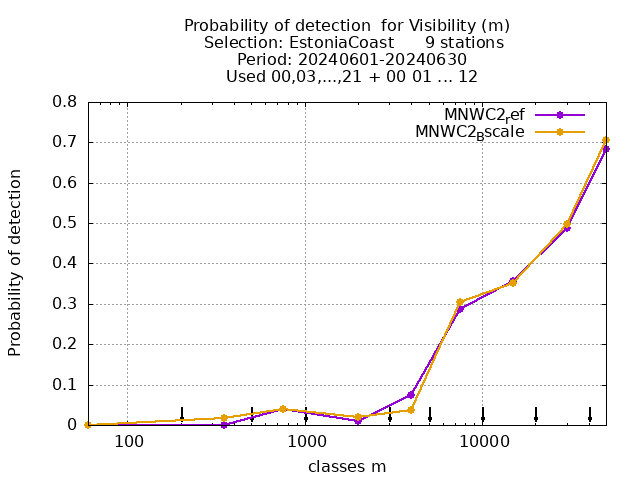 Probability of detection  for Visibility (m)
Selection: EstoniaCoast      9 stations
Period: 20240601-20240630
Used 00,03,...,21 + 00 01 ... 12
MNWC2ref
MNWC2Bscale
0.8
0.7
0.6
0.5
0.4
0.3
0.2
0.1
0
Probability of detection
100
1000
10000
classes m